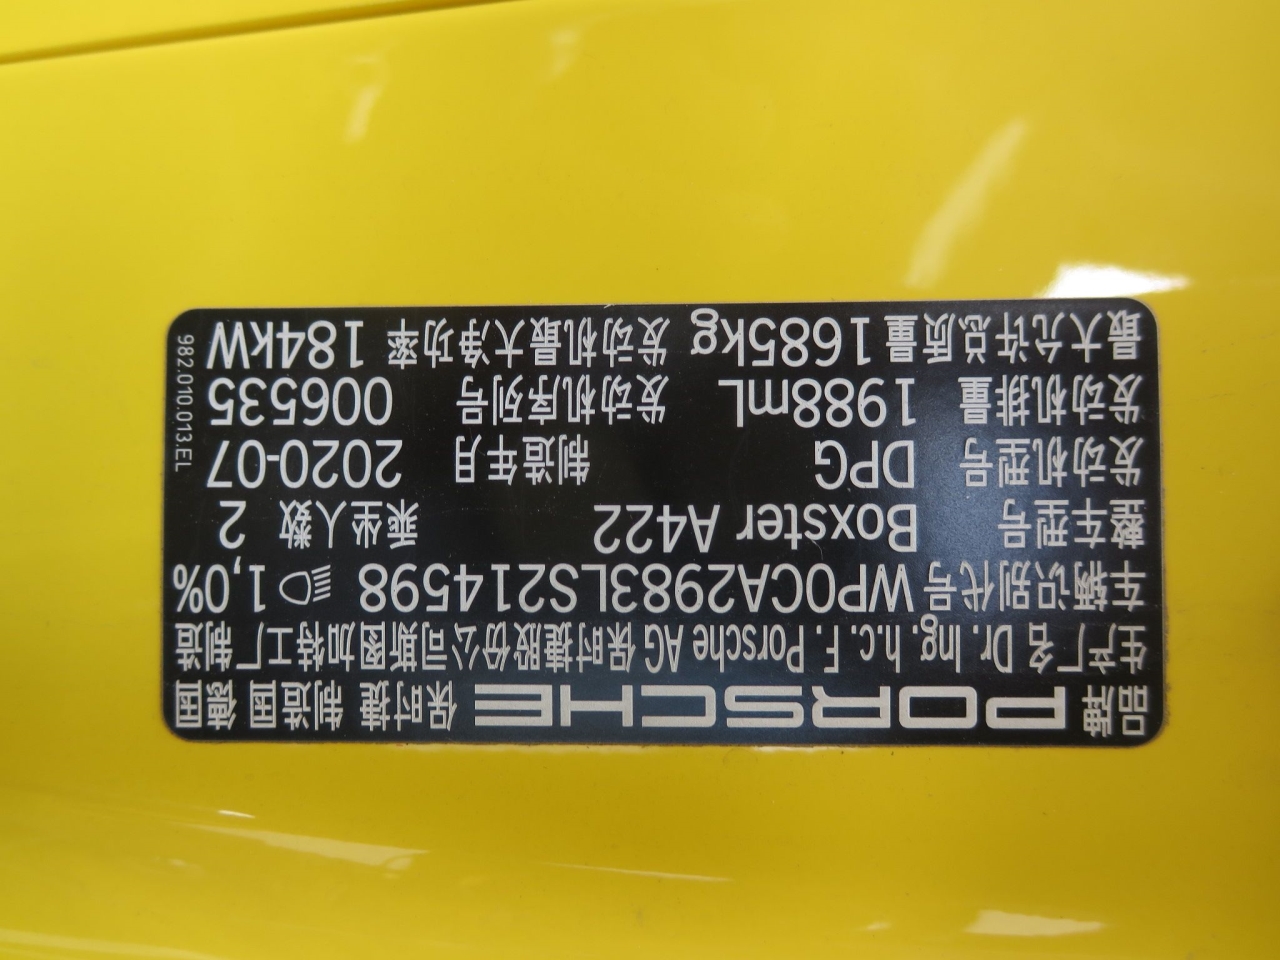 品牌 PORSCHE 保时捷 制造国 德国
生产厂名 Dr. Ing. h.c. F. Porsche AG 保时捷股份公司斯图加特工厂制造
车辆识别代号 WP0CA2983LS214598 1,0%
整车型号 Boxster A422 乘坐人数 2
发动机型号 DPG 制造年月 2020-07
发动机排量 1988mL 发动机序列号 006535
最大允许总质量 1685kg 发动机最大净功率 184kW
982.010.013.EL